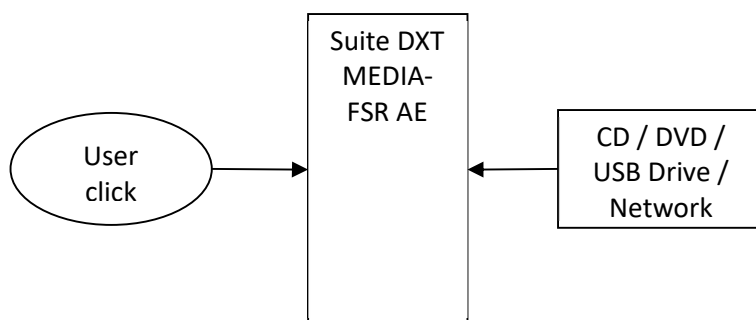 Suite DXT
MEDIA-
FSR AE
User
click
CD / DVD /
USB Drive /
Network